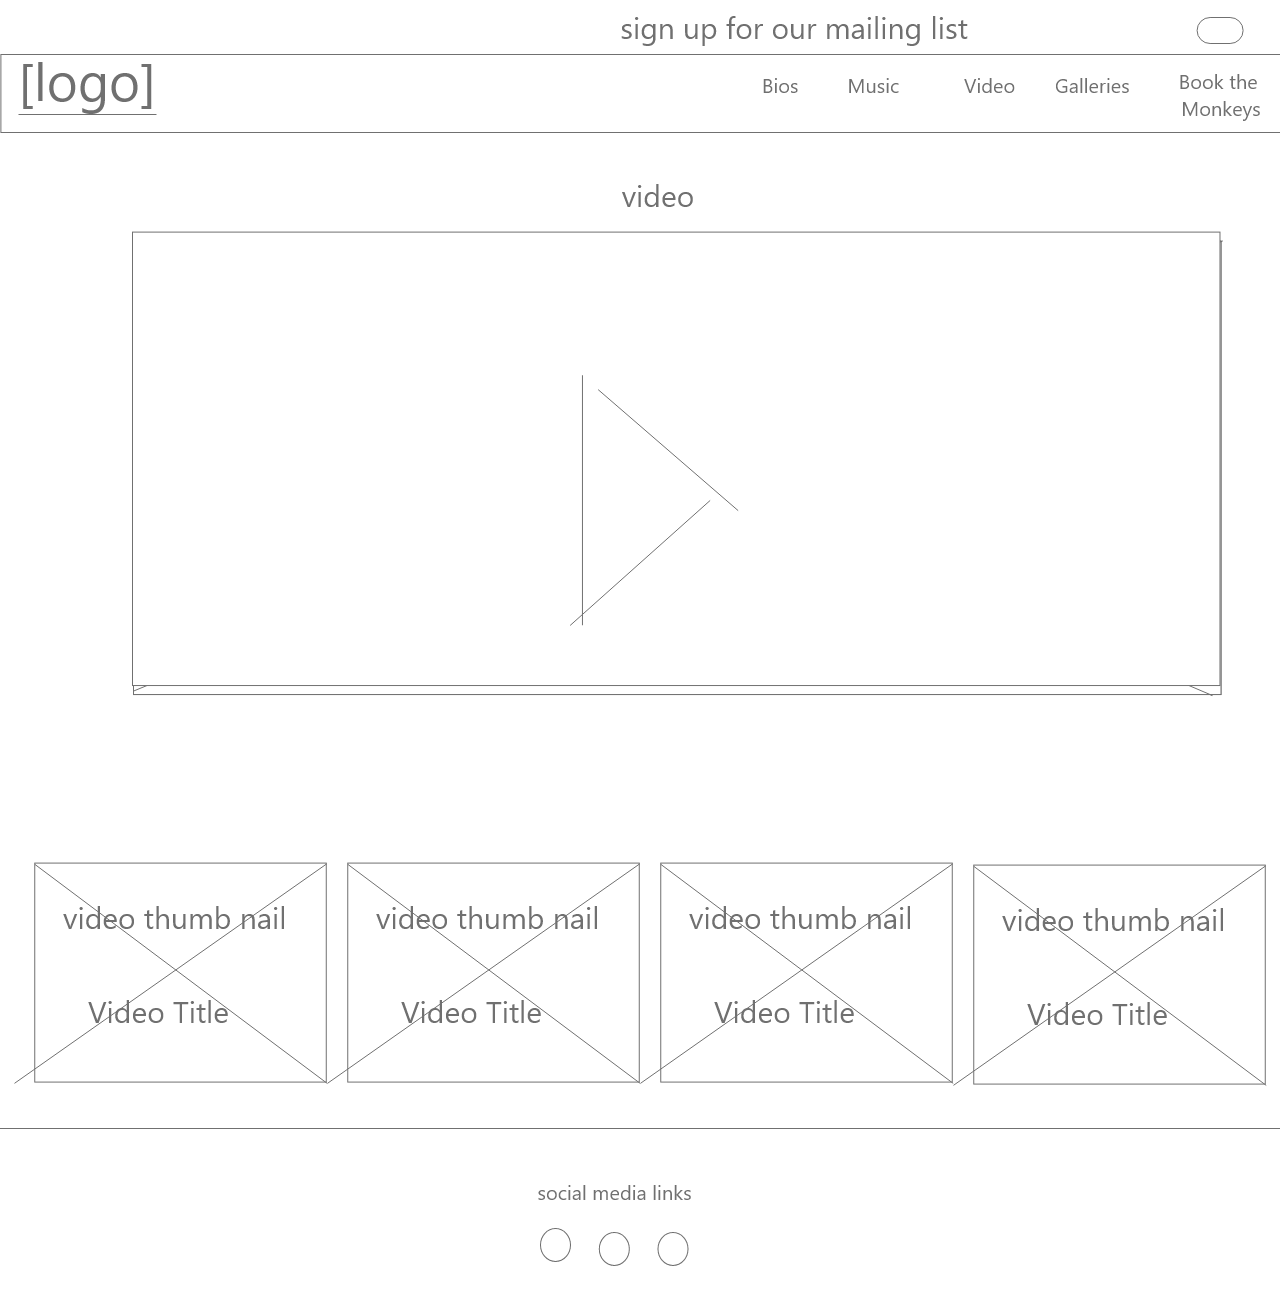 sign up for our mailing list
[logo]
Bios
Music
Video
Galleries
Book the
Monkeys
video
video thumb nail
Video Title
video thumb nail
Video Title
video thumb nail
Video Title
video thumb nail
Video Title
social media links